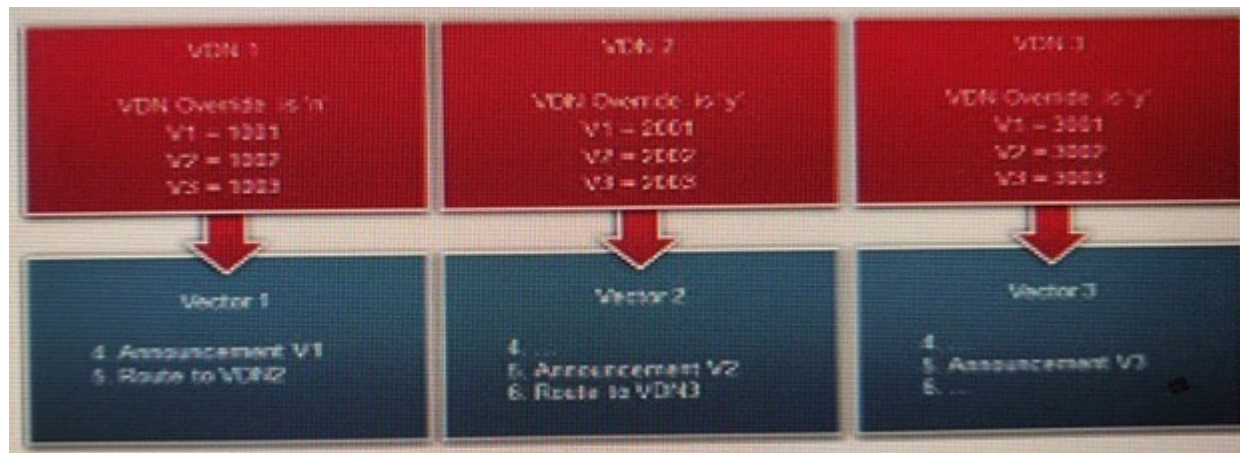 VDN 1
VDN Override is 'n'
V1 = 1001
V2 = 1002
V3 = 1003
VDN 2
VDN Override is 'y'
V1 = 2001
V2 = 2002
V3 = 2003
VDN 3
VDN Override is 'y'
V1 = 3001
V2 = 3002
V3 = 3003
Vector 1
4. Announcement V1
5. Route to VDN2
Vector 2
4. ...
5. Announcement V2
6. Route to VDN3
Vector 3
4. ...
5. Announcement V3
6. ...